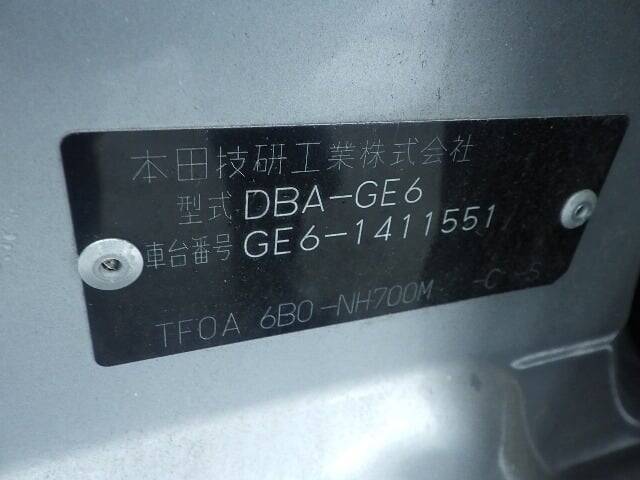 本田技研工業株式会社
型式 DBA-GE6
車台番号 GE6-1411551
TF0A 6B0-NH700M -C -S